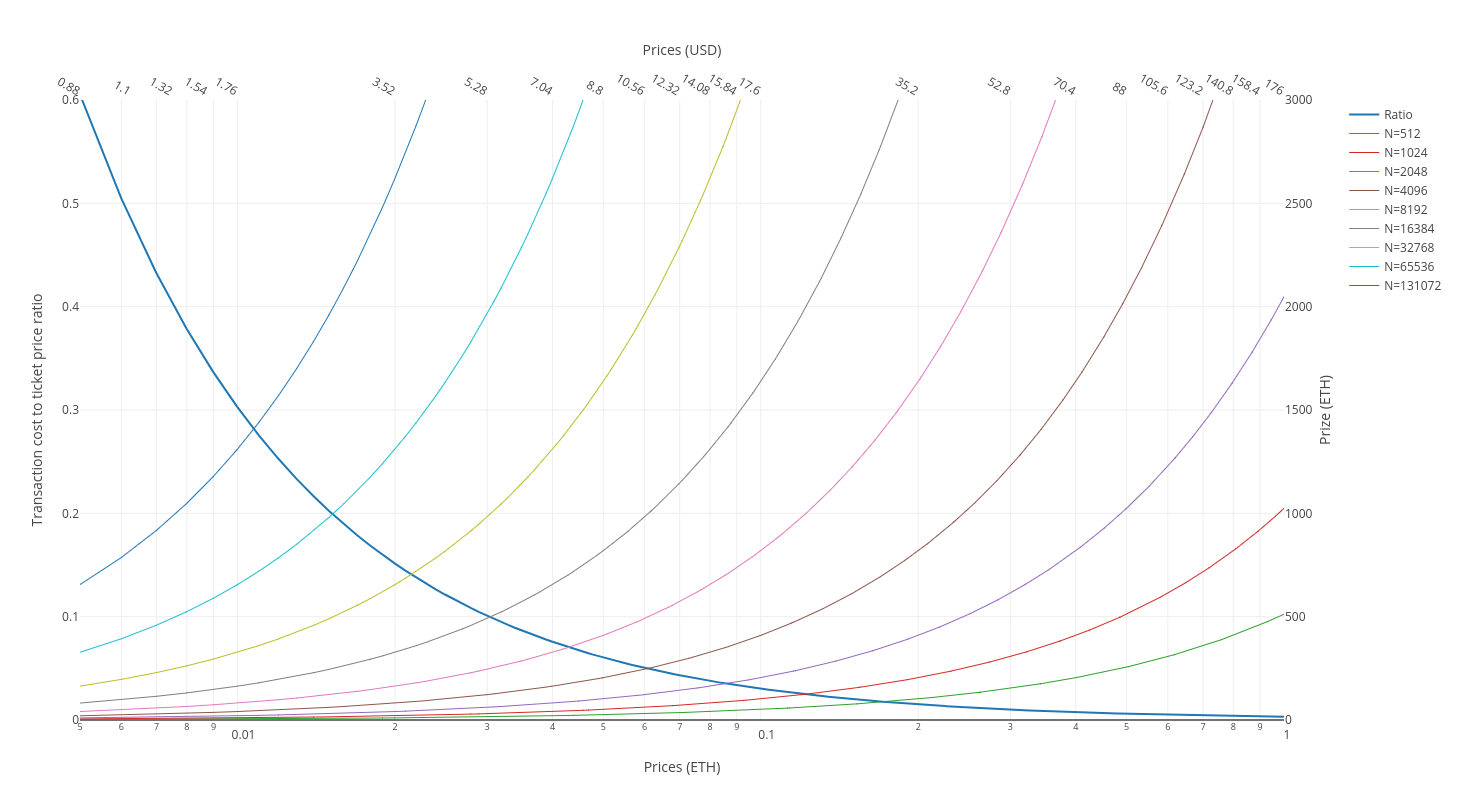 Prices (USD)
0.88 1.1 1.32 1.54 1.76 3.52 5.28 7.04 8.8 10.56 12.32 14.08 15.84 17.6 35.2 52.8 70.4 88 105.6 123.2 140.8 158.4 176
0.6
0.5
0.4
0.3
0.2
0.1
0
Transaction cost to ticket price ratio
3000
2500
2000
1500
1000
500
0
Prize (ETH)
Ratio
N=512
N=1024
N=2048
N=4096
N=8192
N=16384
N=32768
N=65536
N=131072
5 6 7 8 9 0.01 2 3 4 5 6 7 8 9 0.1 2 3 4 5 6 7 8 9 1
Prices (ETH)